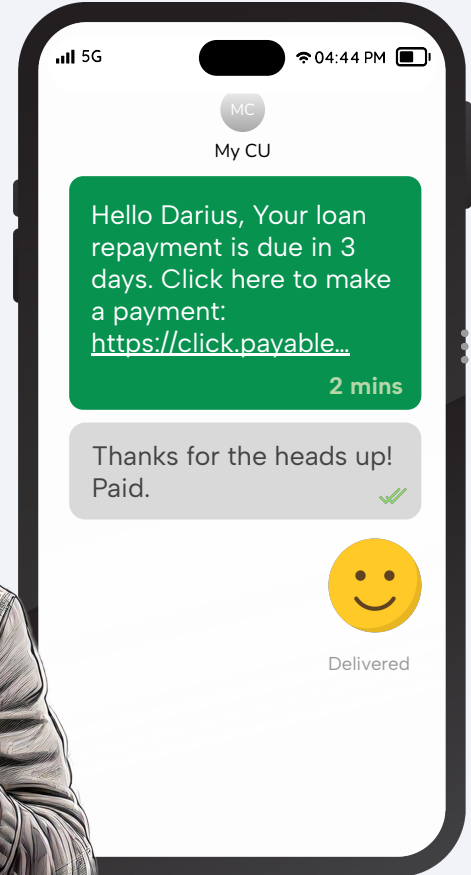 5G
04:44 PM
MC
My CU
Hello Darius, Your loan
repayment is due in 3
days. Click here to make
a payment:
https://click.payable...
2 mins
Thanks for the heads up!
Paid.
Delivered